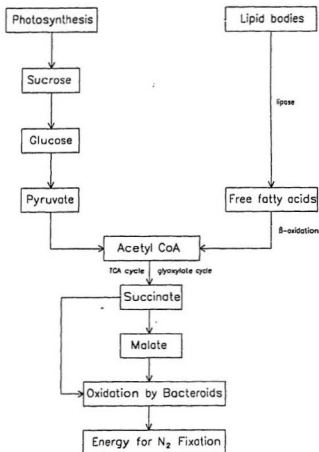 Photosynthesis
Lipid bodies
Sucrose
lipase
Glucose
Pyruvate
Free fatty acids
β-oxidation
Acetyl CoA
TCA cycle glyoxylate cycle
Succinate
Malate
Oxidation by Bacteroids
Energy for N₂ Fixation